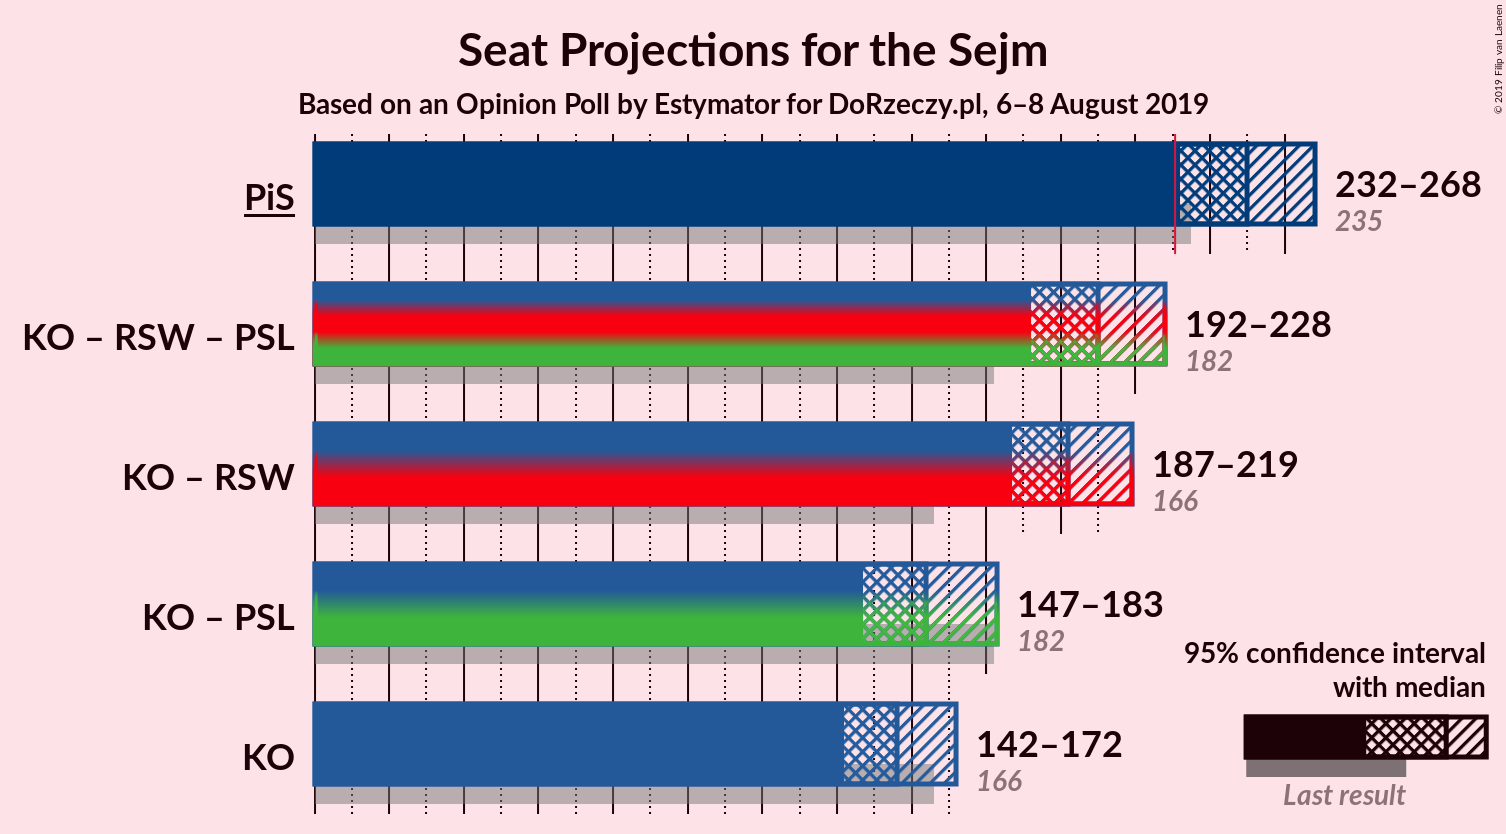 Seat Projections for the Sejm
Based on an Opinion Poll by Estymator for DoRzeczy.pl, 6–8 August 2019
© 2019 Filip van Laenen
PiS
232–268
235
KO – RSW – PSL
192–228
182
KO – RSW
187–219
166
KO – PSL
147–183
182
KO
142–172
166
95% confidence interval
with median
Last result